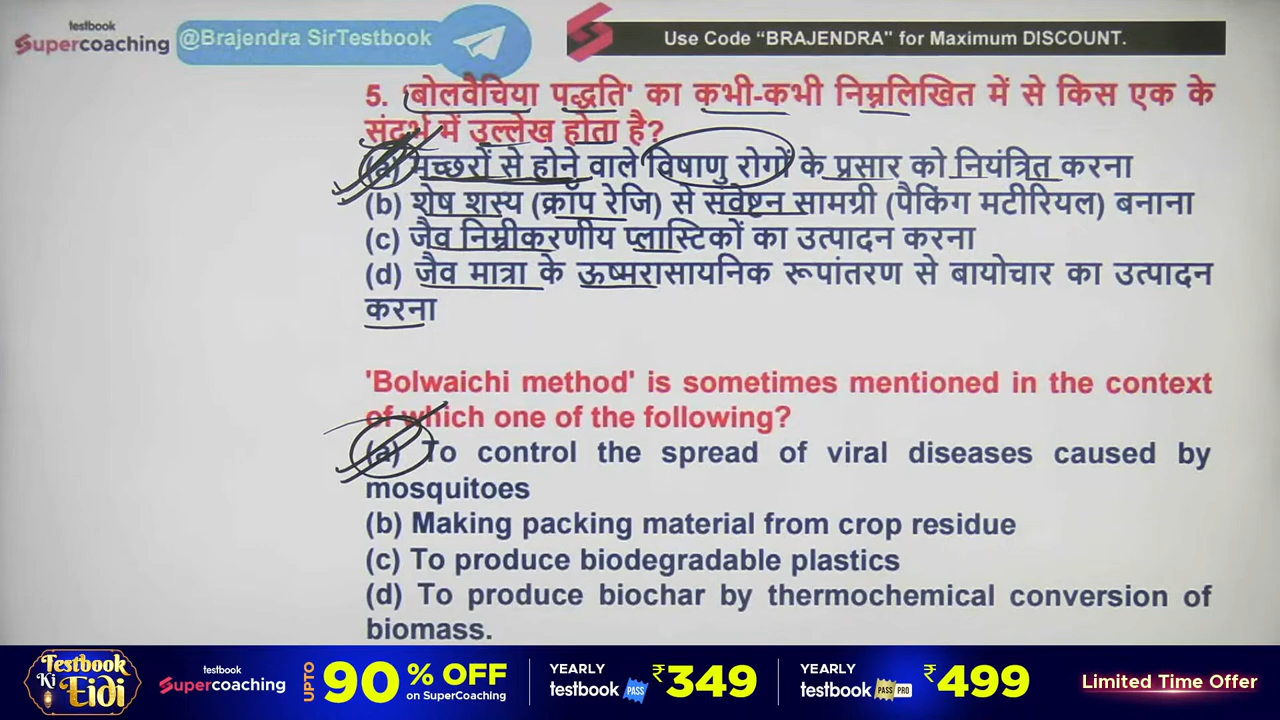 testbook
Supercoaching
@Brajendra SirTestbook
Use Code “BRAJENDRA" for Maximum DISCOUNT.
5. 'बोलवैचिया पद्धति' का कभी-कभी निम्नलिखित में से किस एक के
संदर्भ में उल्लेख होता है?
(a) मच्छरों से होने वाले विषाणु रोगों के प्रसार को नियंत्रित करना
(b) शेष शस्य (क्रॉप रेजि) से संवेष्टन सामग्री (पैकिंग मटीरियल) बनाना
(c) जैव निम्नीकरणीय प्लास्टिकों का उत्पादन करना
(d) जैव मात्रा के ऊष्मरासायनिक रूपांतरण से बायोचार का उत्पादन
करना
'Bolwaichi method' is sometimes mentioned in the context
of which one of the following?
(a) To control the spread of viral diseases caused by
mosquitoes
(b) Making packing material from crop residue
(c) To produce biodegradable plastics
(d) To produce biochar by thermochemical conversion of
biomass.
Testbook
Ki
Eidi
testbook
Supercoaching
UPTO
90 % OFF
on SuperCoaching
YEARLY
testbook PASS
₹349
YEARLY
testbook PASS PRO
₹499
Limited Time Offer